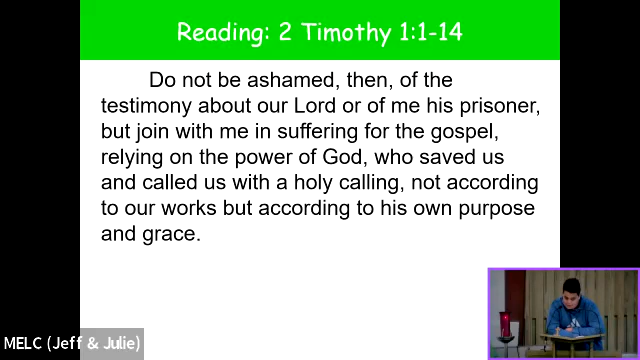 Reading: 2 Timothy 1:1-14
Do not be ashamed, then, of the
testimony about our Lord or of me his prisoner,
but join with me in suffering for the gospel,
relying on the power of God, who saved us
and called us with a holy calling, not according
to our works but according to his own purpose
and grace.
MELC (Jeff & Julie)